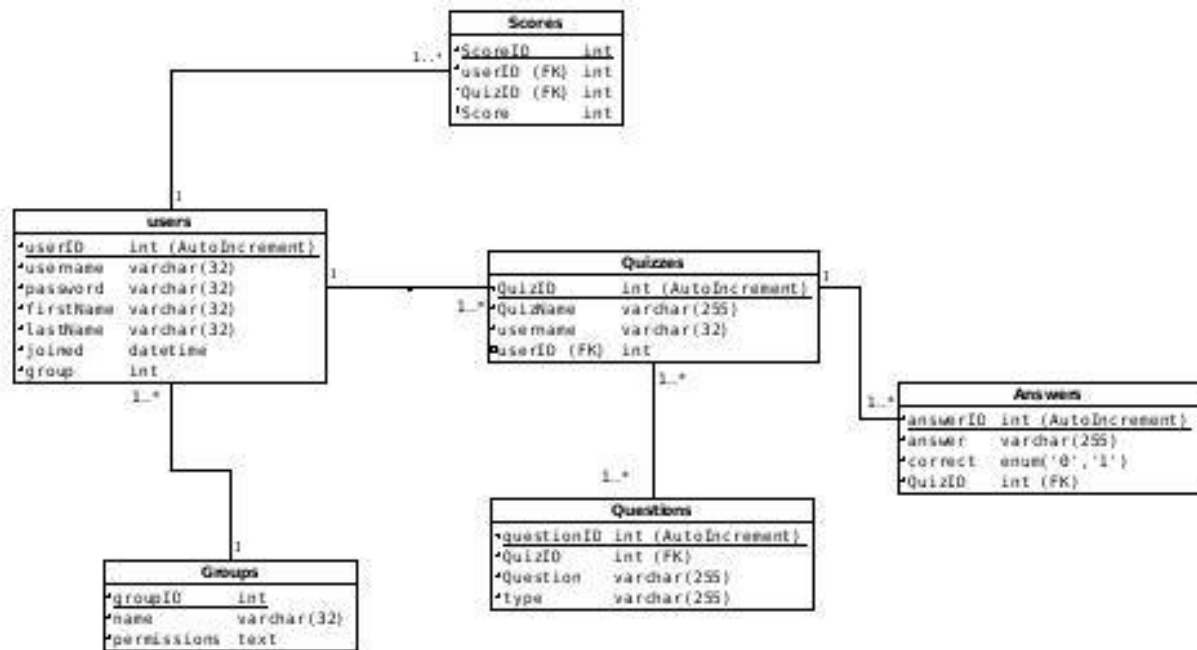 Scores
ScoreID int
userID (FK) int
QuizID (FK) int
Score int
1..*
1
users
userID int (AutoIncrement)
username varchar(32)
password varchar(32)
firstName varchar(32)
lastName varchar(32)
joined datetime
group int
1
1..*
Quizzes
QuizID int (AutoIncrement)
QuizName varchar(255)
username varchar(32)
userID (FK) int
1
1..*
Answers
answerID int (AutoIncrement)
answer varchar(255)
correct enum('0','1')
QuizID int (FK)
1..*
1..*
Questions
questionID int (AutoIncrement)
QuizID int (FK)
Question varchar(255)
type varchar(255)
1..*
1
Groups
groupID int
name varchar(32)
permissions text